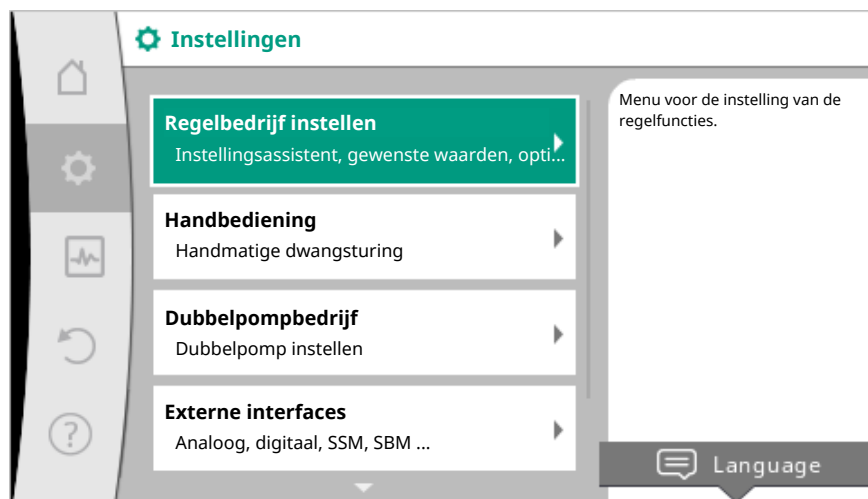 Instellingen
Regelbedrijf instellen
Instellingsassistent, gewenste waarden, opti...
Handbediening
Handmatige dwangsturing
Dubbelpompbedrijf
Dubbelpomp instellen
Externe interfaces
Analoog, digitaal, SSM, SBM ...
Menu voor de instelling van de
regelfuncties.
Language